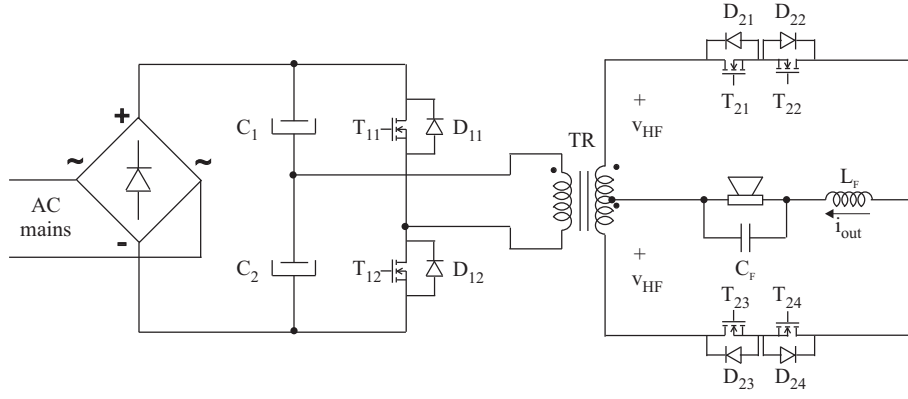 D21 D22
T21 T22
+
vHF
C1
T11
D11
TR
+
~
~
AC
mains
-
LF
iout
CF
C2
T12
D12
+
vHF
T23 T24
D23 D24